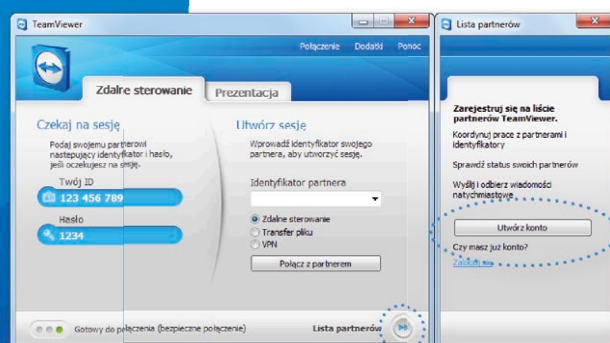 TeamViewer
Połączenie Dodatki Pomoc
Zdalne sterowanie
Prezentacja
Czekaj na sesję
Podaj swojemu partnerowi
następujący identyfikator i hasło,
jeśli oczekujesz na sesję.
Twój ID
123 456 789
Hasło
1234
Utwórz sesję
Wprowadź identyfikator swojego
partnera, aby utworzyć sesję.
Identyfikator partnera
Zdalne sterowanie
Transfer pliku
VPN
Połącz z partnerem
Gotowy do połączenia (bezpieczne połączenie)
Lista partnerów
Lista partnerów
Zarejestruj się na liście
partnerów TeamViewer.
Koordynuj prace z partnerami i
identyfikatory
Sprawdź status swoich partnerów
Wyślij i odbierz wiadomości
natychmiastowe
Utwórz konto
Czy masz już konto?
Zaloguj się